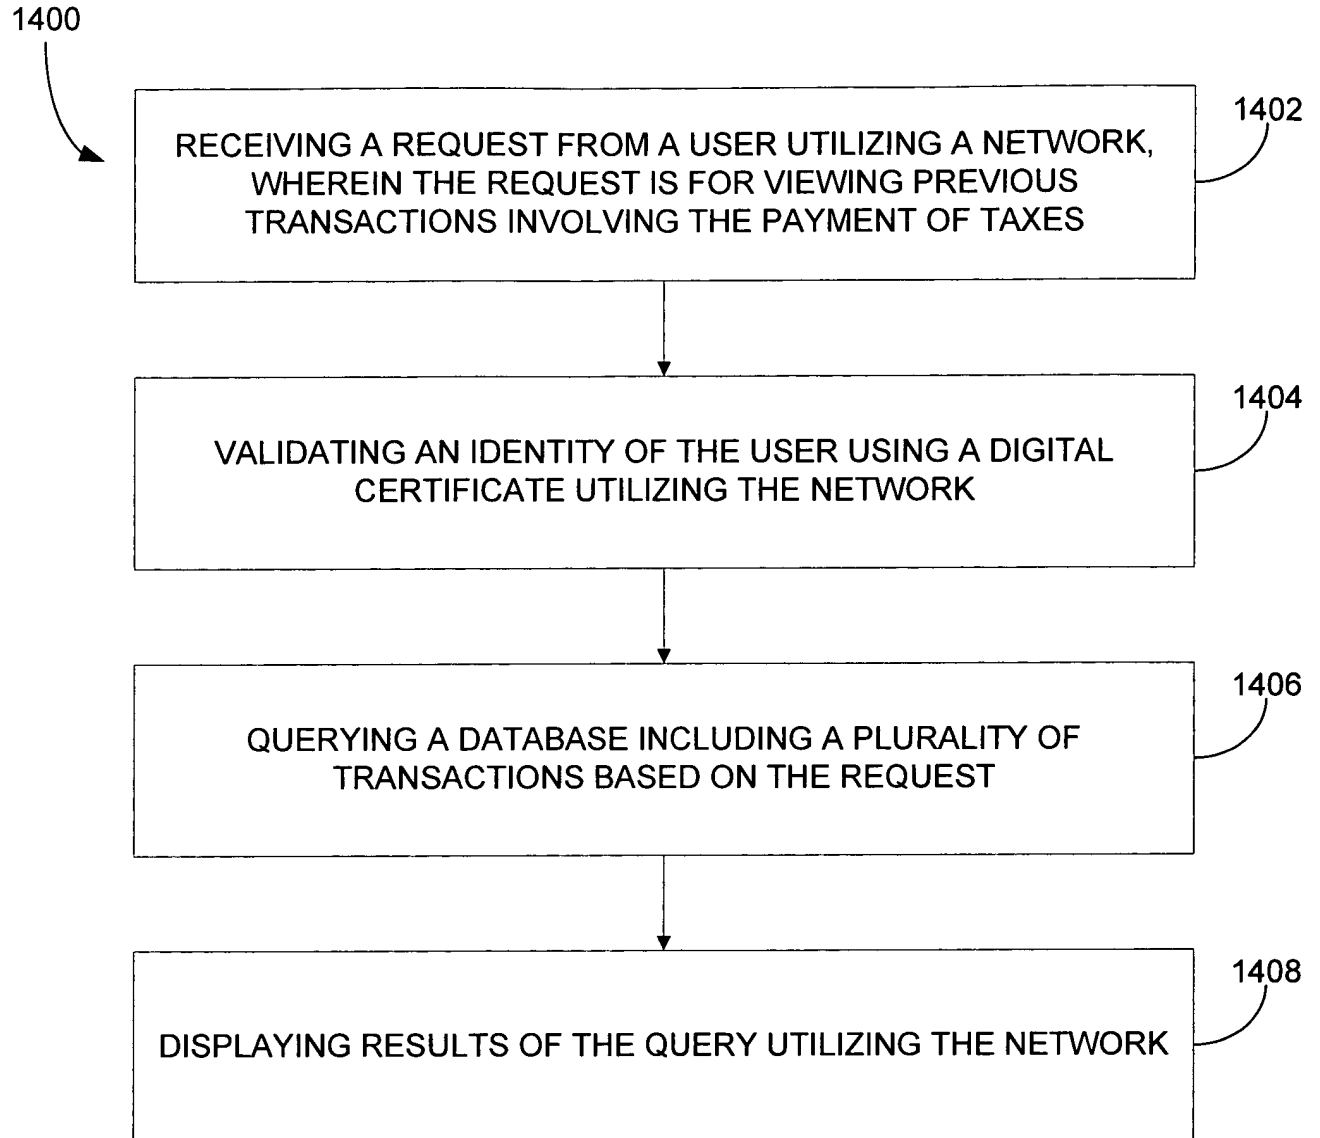 1400
1402
RECEIVING A REQUEST FROM A USER UTILIZING A NETWORK,
WHEREIN THE REQUEST IS FOR VIEWING PREVIOUS
TRANSACTIONS INVOLVING THE PAYMENT OF TAXES
1404
VALIDATING AN IDENTITY OF THE USER USING A DIGITAL
CERTIFICATE UTILIZING THE NETWORK
1406
QUERYING A DATABASE INCLUDING A PLURALITY OF
TRANSACTIONS BASED ON THE REQUEST
1408
DISPLAYING RESULTS OF THE QUERY UTILIZING THE NETWORK